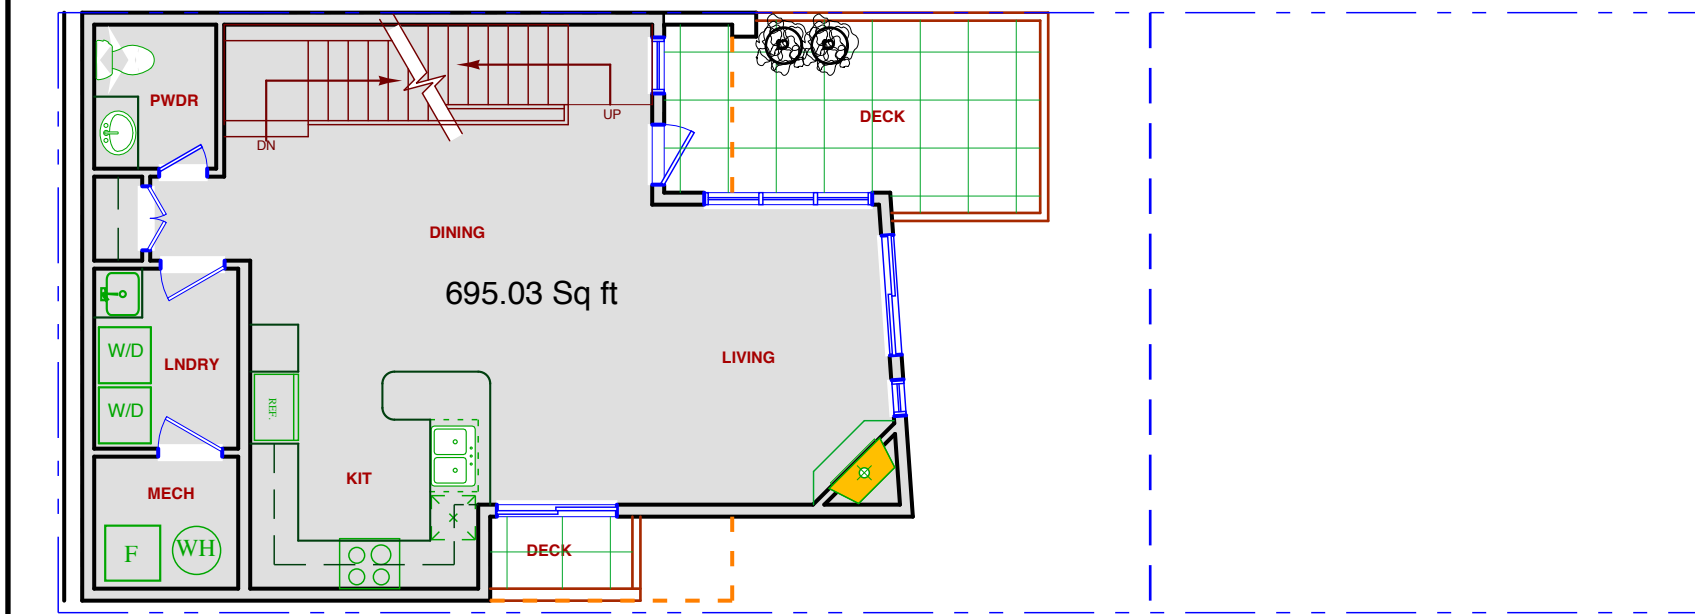 PWDR
DN
UP
DECK
DINING
695.03 Sq ft
W/D
LNDRY
LIVING
W/D
REF.
KIT
MECH
F
WH
DECK